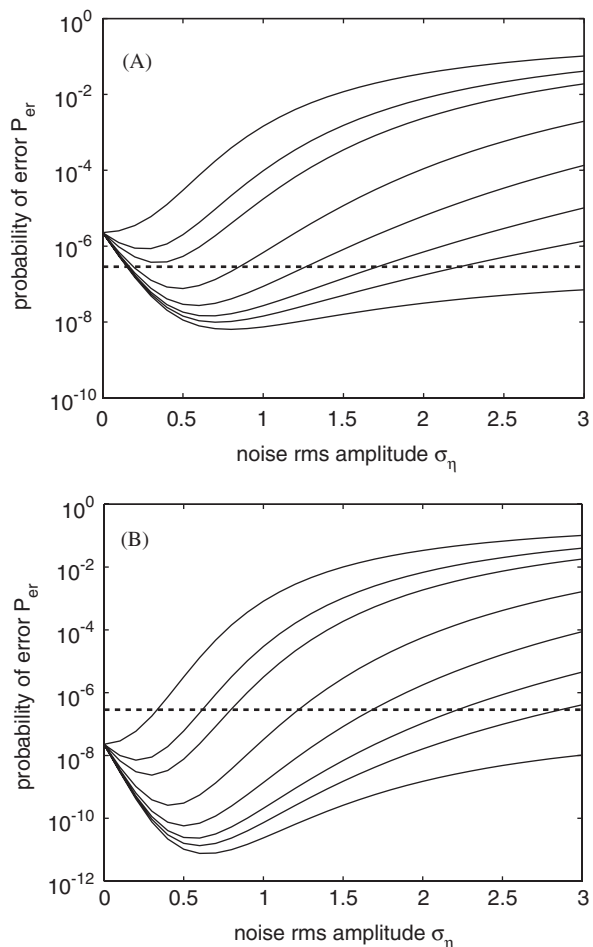 10^0
(A)
10^-2
10^-4
10^-6
10^-8
10^-10
probability of error P_er
0 0.5 1 1.5 2 2.5 3
noise rms amplitude σ_η
10^0
(B)
10^-2
10^-4
10^-6
10^-8
10^-10
10^-12
probability of error P_er
0 0.5 1 1.5 2 2.5 3
noise rms amplitude σ_η